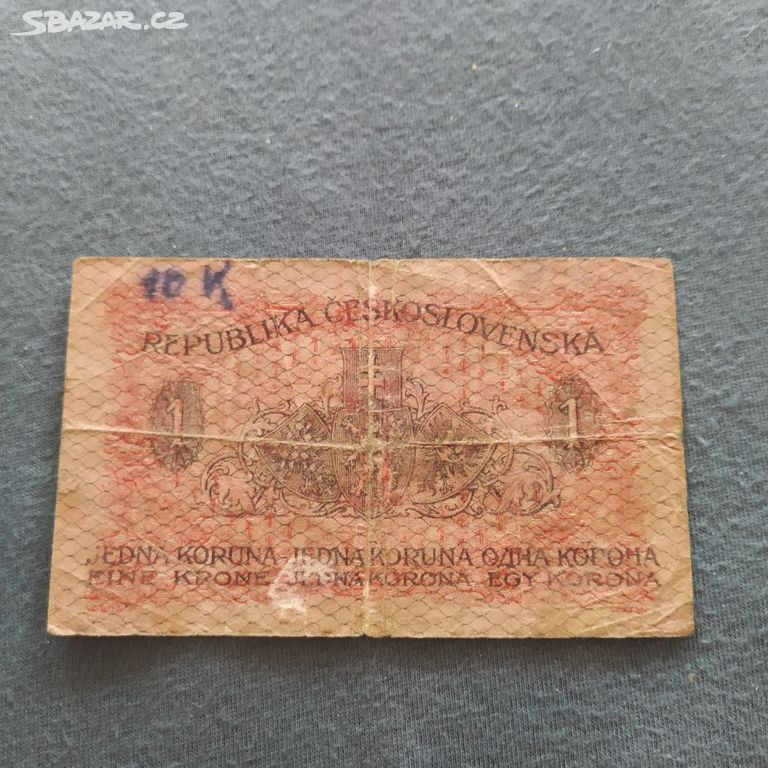 SBAZAR.CZ
10 K
REPUBLIKA ČESKOSLOVENSKÁ
1 1
JEDNA KORUNA - JEDNA KORUNA ОДНА КОРОНА
EINE KRONE JEDNA KORONA EGY KORONA